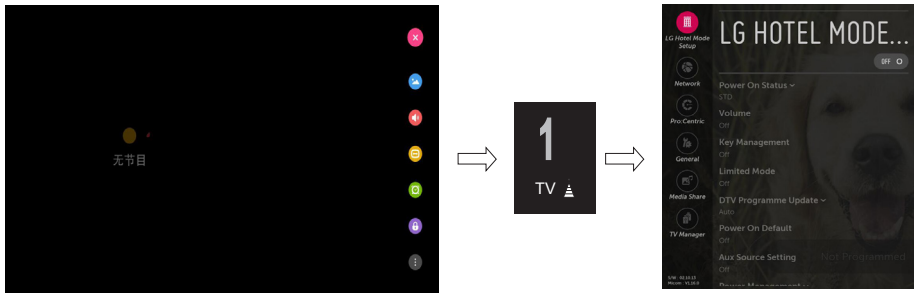 无节目
1
TV
LG Hotel Mode
Setup
Network
Pro:Centric
General
Media Share
TV Manager
LG HOTEL MODE...
OFF
Power On Status
STD
Volume
Off
Key Management
Off
Limited Mode
Off
DTV Programme Update
Auto
Power On Default
Off
Aux Source Setting
Off
Not Programmed
Power Management